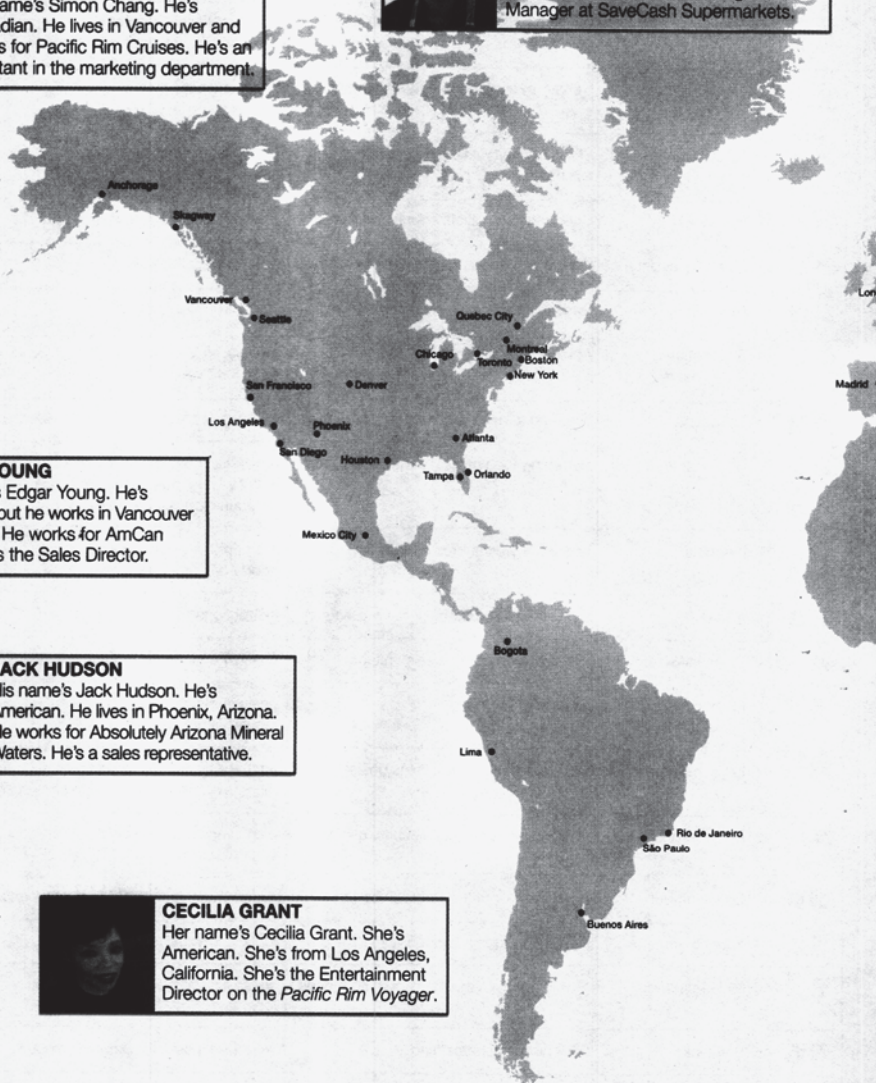 ame's Simon Chang. He's
dian. He lives in Vancouver and
s for Pacific Rim Cruises. He's an
tant in the marketing department.
Manager at SaveCash Supermarkets.
Anchorage
Skagway
Vancouver
Seattle
Quebec City
Montreal
Chicago
Toronto
Boston
New York
San Francisco
Denver
Los Angeles
Phoenix
San Diego
Atlanta
Houston
Tampa
Orlando
Mexico City
Lon
Madrid
OUNG
s Edgar Young. He's
out he works in Vancouver
He works for AmCan
s the Sales Director.
Bogota
Lima
ACK HUDSON
is name's Jack Hudson. He's
merican. He lives in Phoenix, Arizona.
e works for Absolutely Arizona Mineral
Waters. He's a sales representative.
Rio de Janeiro
São Paulo
Buenos Aires
CECILIA GRANT
Her name's Cecilia Grant. She's
American. She's from Los Angeles,
California. She's the Entertainment
Director on the Pacific Rim Voyager.